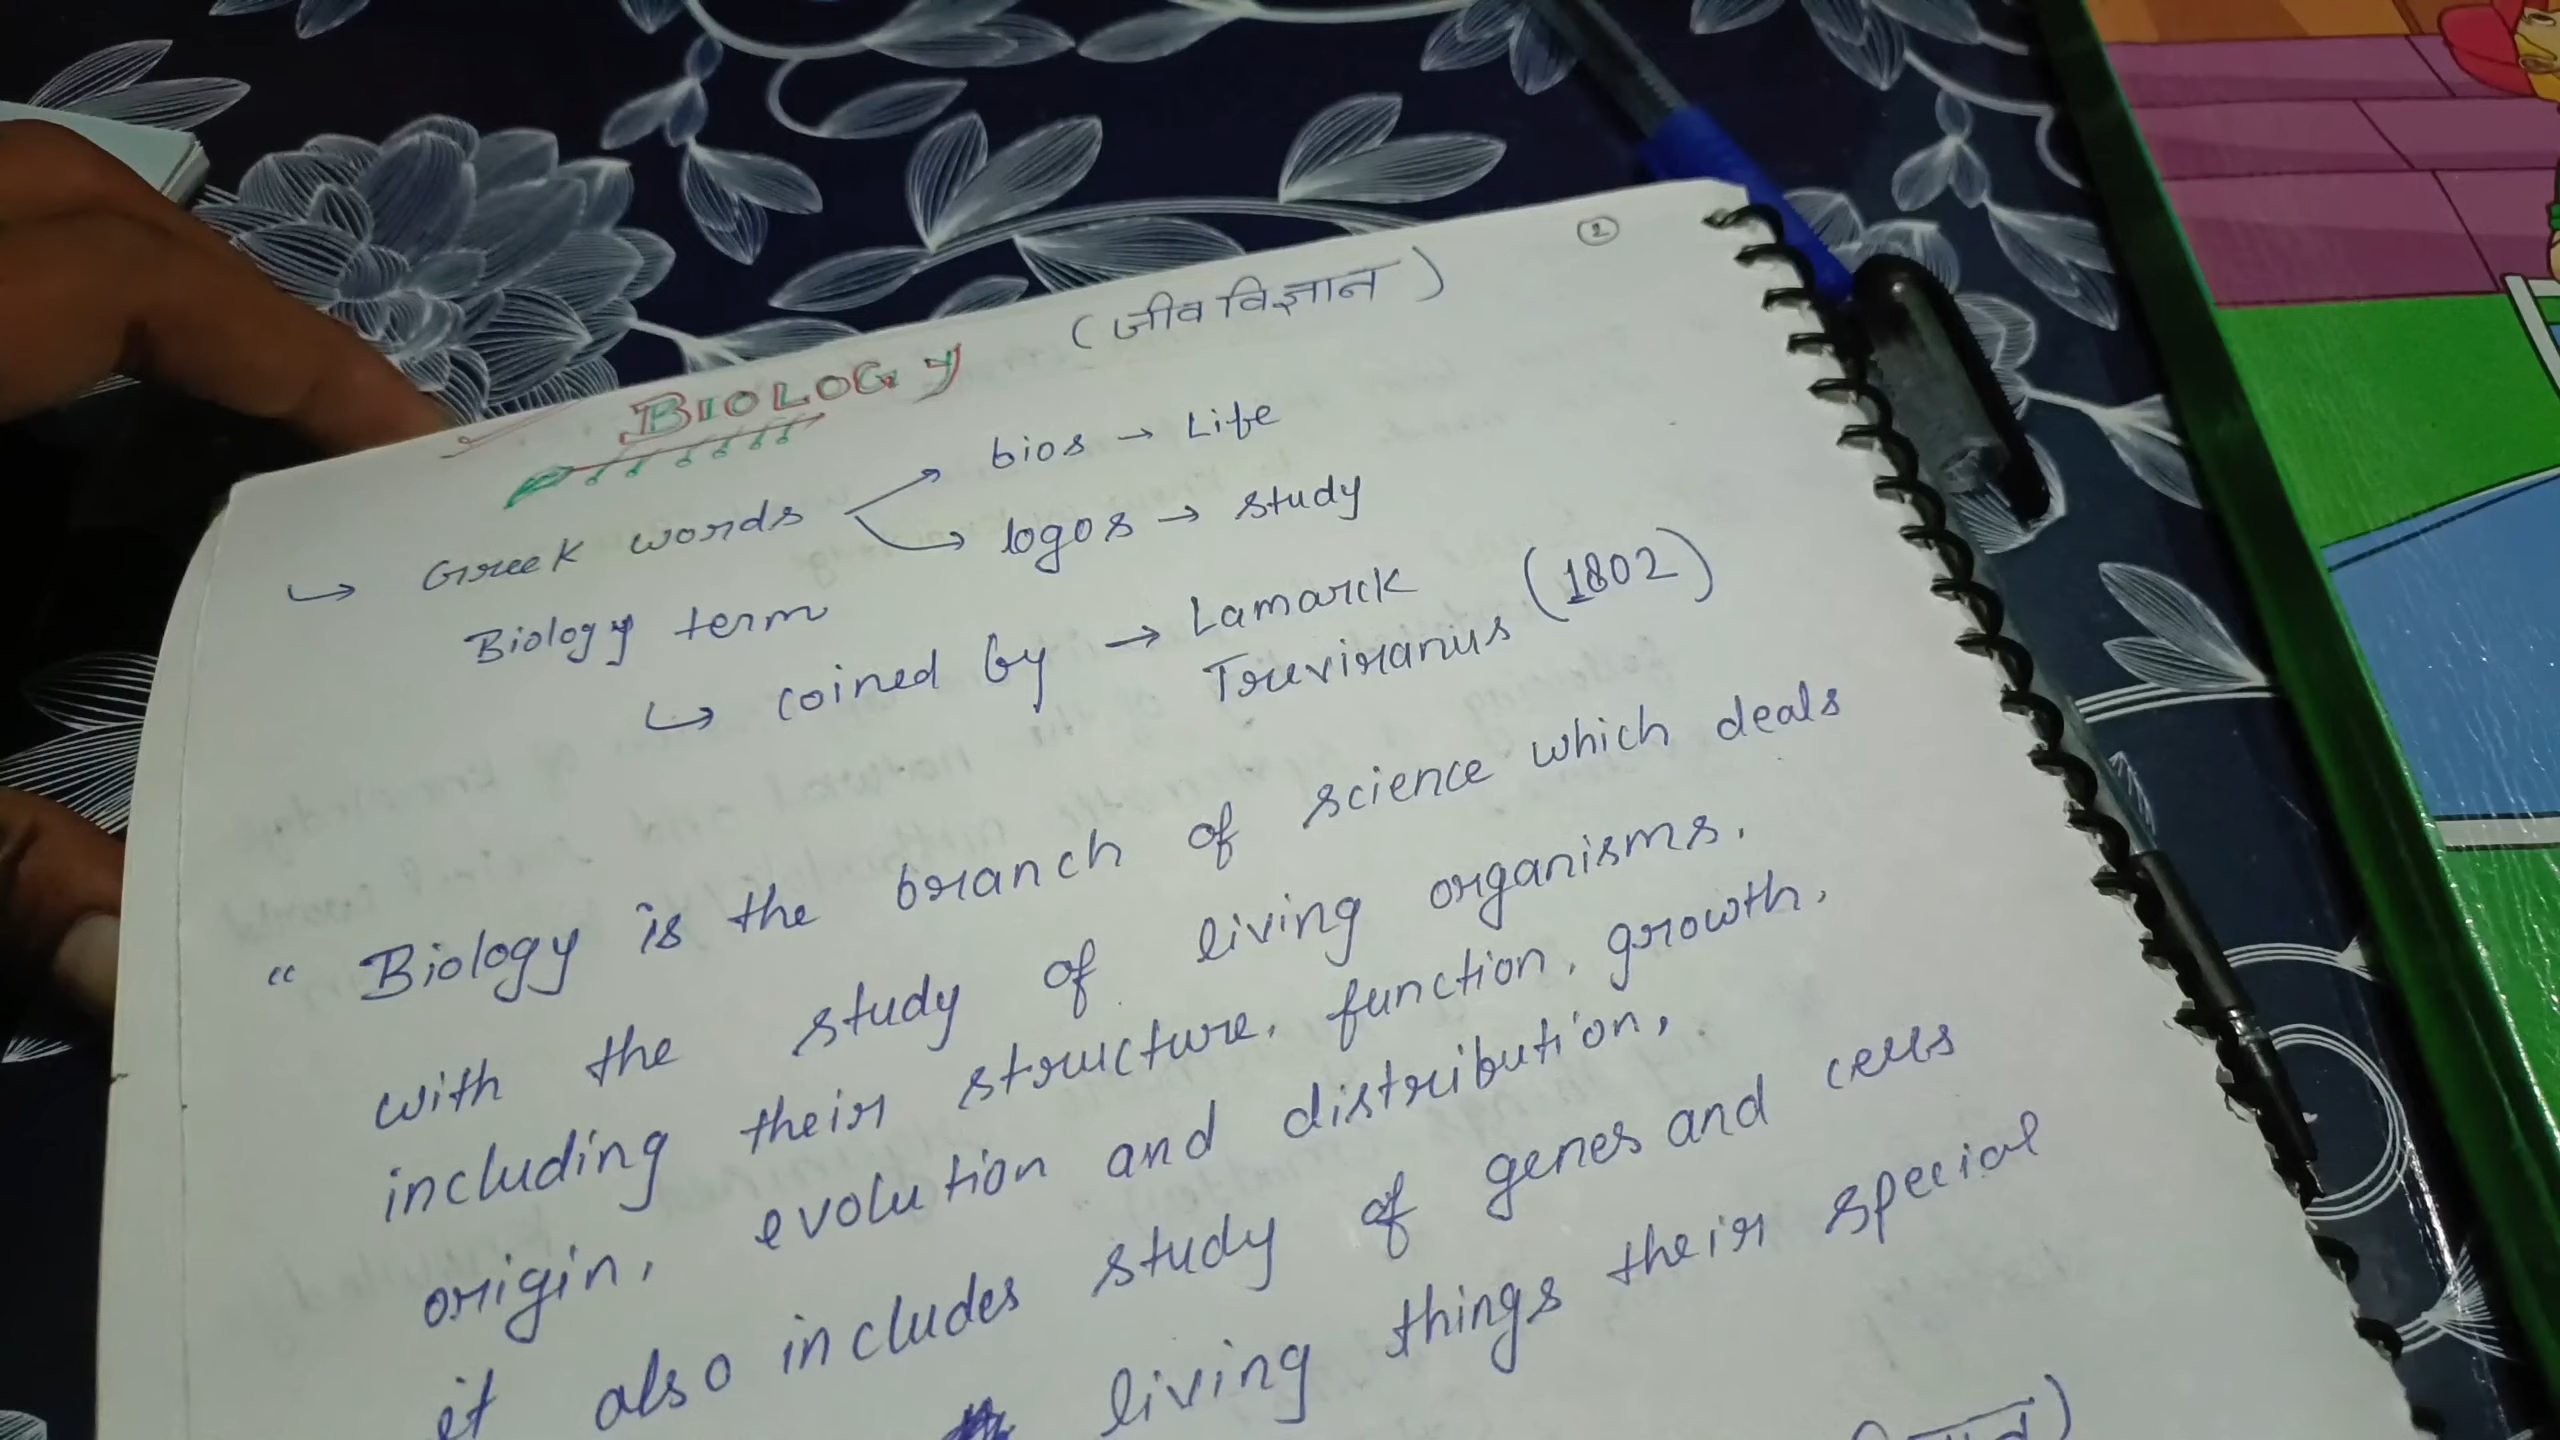 2
BIOLOGY (जीव विज्ञान)
↳ Greek words → bios → Life
→ logos → study
Biology term
↳ coined by → Lamarck
Treviranus (1802)
“ Biology is the branch of science which deals
with the study of living organisms.
including their structure, function, growth,
origin, evolution and distribution,
it also includes study of genes and cells
living things their special